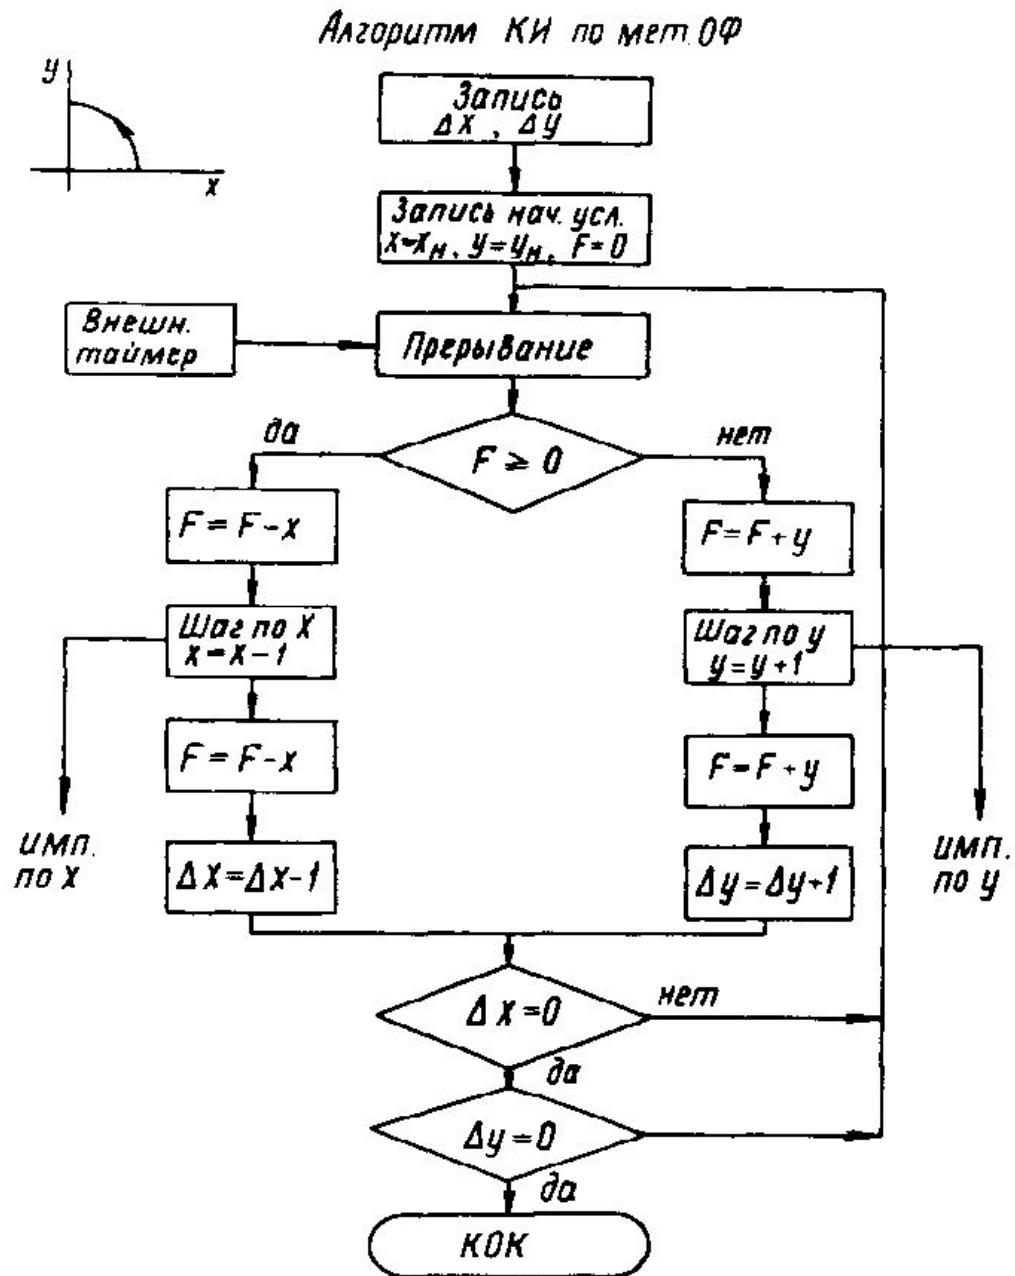 Алгоритм КИ по мет. ОФ
y
x
Запись
Δx, Δy
Запись нач. усл.
x=xн, y=yн, F=0
Внешн.
таймер
Прерывание
да
F ≥ 0
нет
F = F - x
F = F + y
Шаг по X
x = x - 1
Шаг по y
y = y + 1
F = F - x
F = F + y
имп.
по X
имп.
по y
Δx = Δx - 1
Δy = Δy + 1
Δx = 0
нет
да
Δy = 0
да
КОК